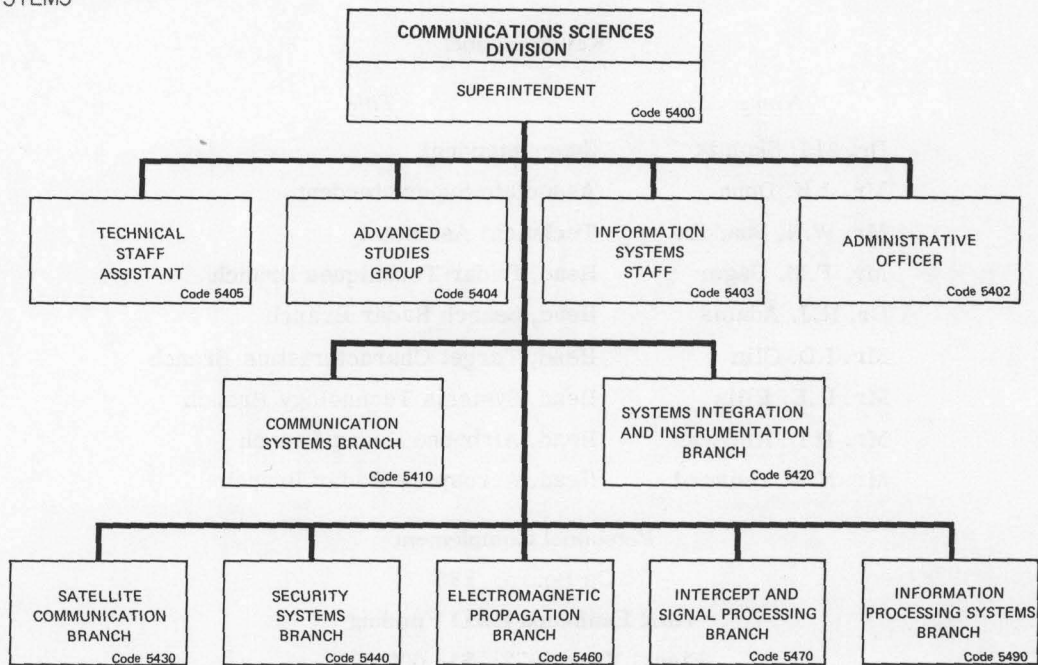 COMMUNICATIONS SCIENCES
DIVISION
SUPERINTENDENT
Code 5400
TECHNICAL
STAFF
ASSISTANT
Code 5405
ADVANCED
STUDIES
GROUP
Code 5404
INFORMATION
SYSTEMS
STAFF
Code 5403
ADMINISTRATIVE
OFFICER
Code 5402
COMMUNICATION
SYSTEMS BRANCH
Code 5410
SYSTEMS INTEGRATION
AND INSTRUMENTATION
BRANCH
Code 5420
SATELLITE
COMMUNICATION
BRANCH
Code 5430
SECURITY
SYSTEMS
BRANCH
Code 5440
ELECTROMAGNETIC
PROPAGATION
BRANCH
Code 5460
INTERCEPT AND
SIGNAL PROCESSING
BRANCH
Code 5470
INFORMATION
PROCESSING SYSTEMS
BRANCH
Code 5490